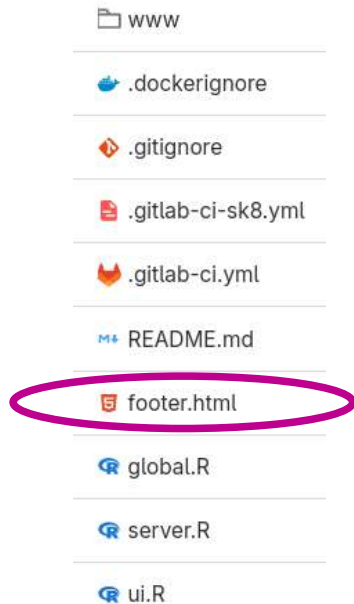 www
.dockerignore
.gitignore
.gitlab-ci-sk8.yml
.gitlab-ci.yml
README.md
footer.html
global.R
server.R
ui.R